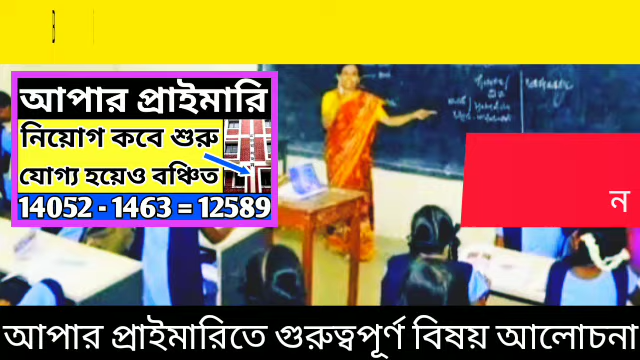 আপার প্রাইমারি
নিয়োগ কবে শুরু
যোগ্য হয়েও বঞ্চিত
14052 - 1463 = 12589
ন
আপার প্রাইমারিতে গুরুত্বপূর্ণ বিষয় আলোচনা